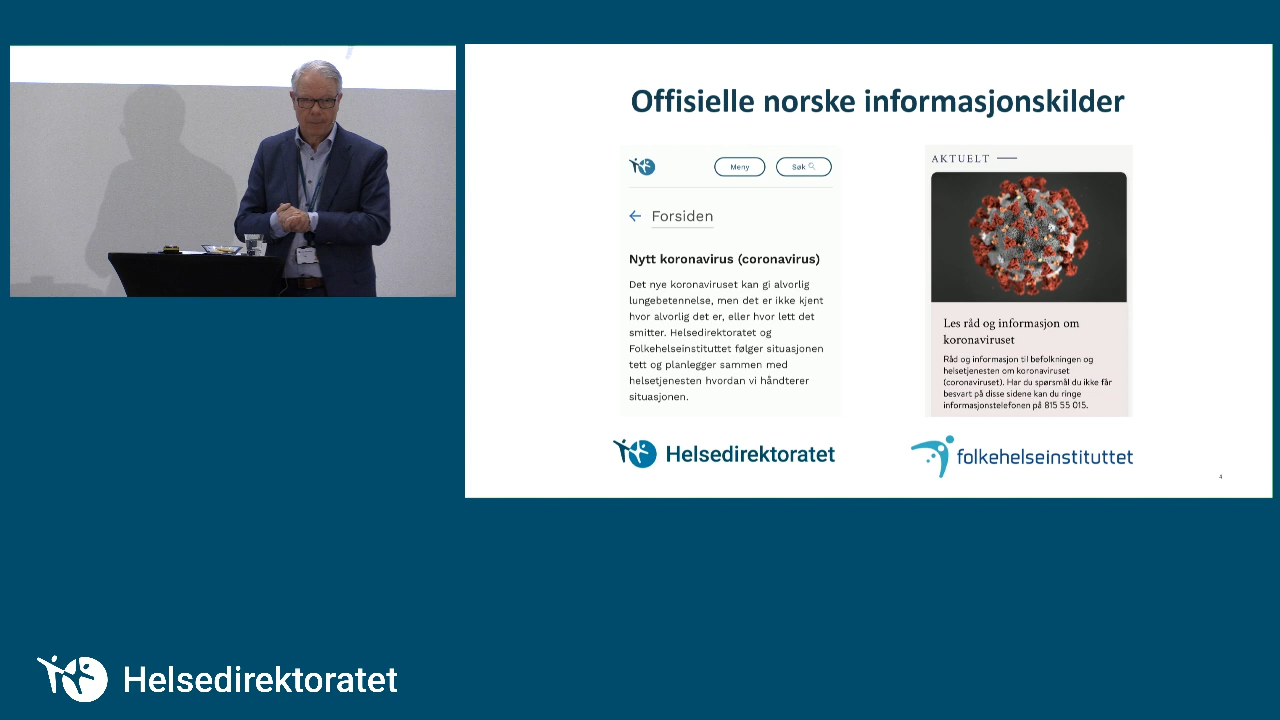 Offisielle norske informasjonskilder
Meny
Søk
Forsiden
Nytt koronavirus (coronavirus)
Det nye koronaviruset kan gi alvorlig
lungebetennelse, men det er ikke kjent
hvor alvorlig det er, eller hvor lett det
smitter. Helsedirektoratet og
Folkehelseinstituttet følger situasjonen
tett og planlegger sammen med
helsetjenesten hvordan vi håndterer
situasjonen.
Helsedirektoratet
AKTUELT
Les råd og informasjon om
koronaviruset
Råd og informasjon til befolkningen og
helsetjenesten om koronaviruset
(coronaviruset). Har du spørsmål du ikke får
besvart på disse sidene kan du ringe
informasjonstelefonen på 815 55 015.
folkehelseinstituttet
4
Helsedirektoratet